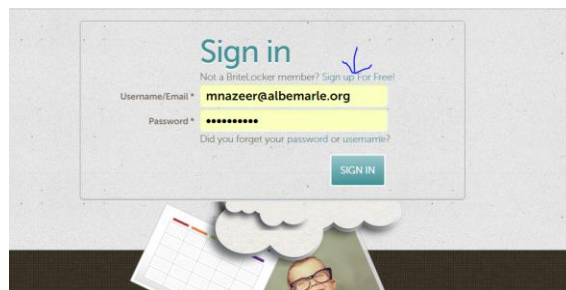 Sign in
Not a BriteLocker member? Sign up For Free!
Username/Email * mnazeer@albemarle.org
Password * ••••••••••
Did you forget your password or username?
SIGN IN